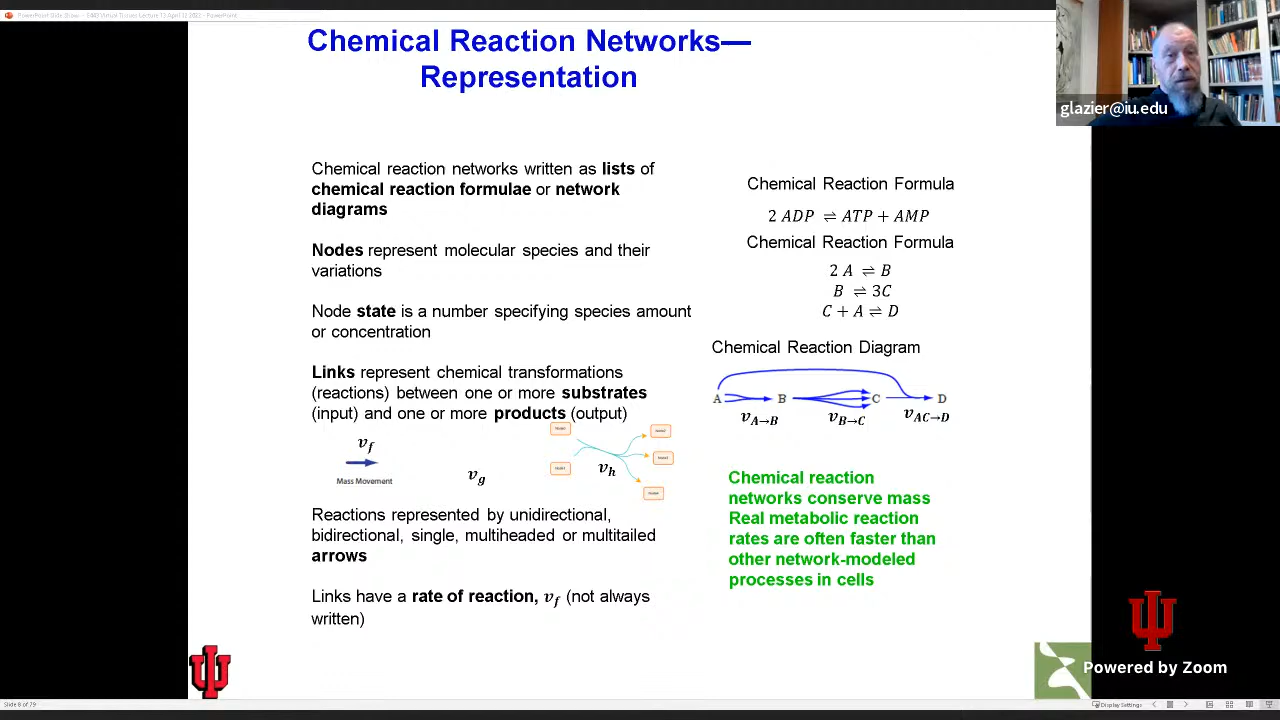 Chemical Reaction Networks—
Representation
glazier@iu.edu
Chemical reaction networks written as lists of
chemical reaction formulae or network
diagrams
Nodes represent molecular species and their
variations
Node state is a number specifying species amount
or concentration
Links represent chemical transformations
(reactions) between one or more substrates
(input) and one or more products (output)
v_f
Mass Movement
v_g
v_h
Reactions represented by unidirectional,
bidirectional, single, multiheaded or multitailed
arrows
Links have a rate of reaction, v_f (not always
written)
Chemical Reaction Formula
2 ADP ⇌ ATP + AMP
Chemical Reaction Formula
2 A ⇌ B
B ⇌ 3C
C + A ⇌ D
Chemical Reaction Diagram
A B C D
v_A→B v_B→C v_AC→D
Chemical reaction
networks conserve mass
Real metabolic reaction
rates are often faster than
other network-modeled
processes in cells
Powered by Zoom
Slide 8 of 79
Display Settings